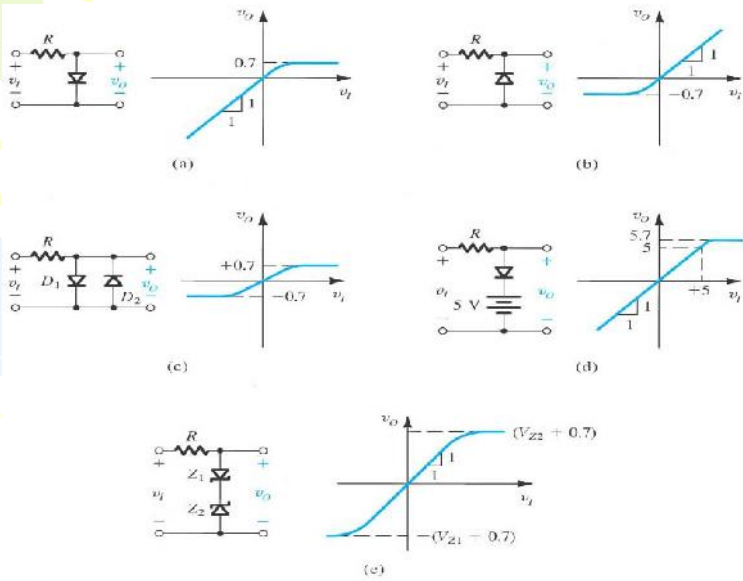 R
+ +
v_I v_O
− −
v_O
0.7
1
1
v_I
(a)
R
+ +
v_I v_O
− −
v_O
1
1
−0.7
v_I
(b)
R
+ +
v_I D_1 D_2 v_O
− −
v_O
+0.7
−0.7
v_I
(c)
R
+ +
v_I 5 V v_O
− −
v_O
5.7
5
+5
1
1
v_I
(d)
R
+ +
Z_1
v_I v_O
Z_2
− −
v_O
(V_Z2 + 0.7)
1
1
v_I
−(V_Z1 + 0.7)
(e)